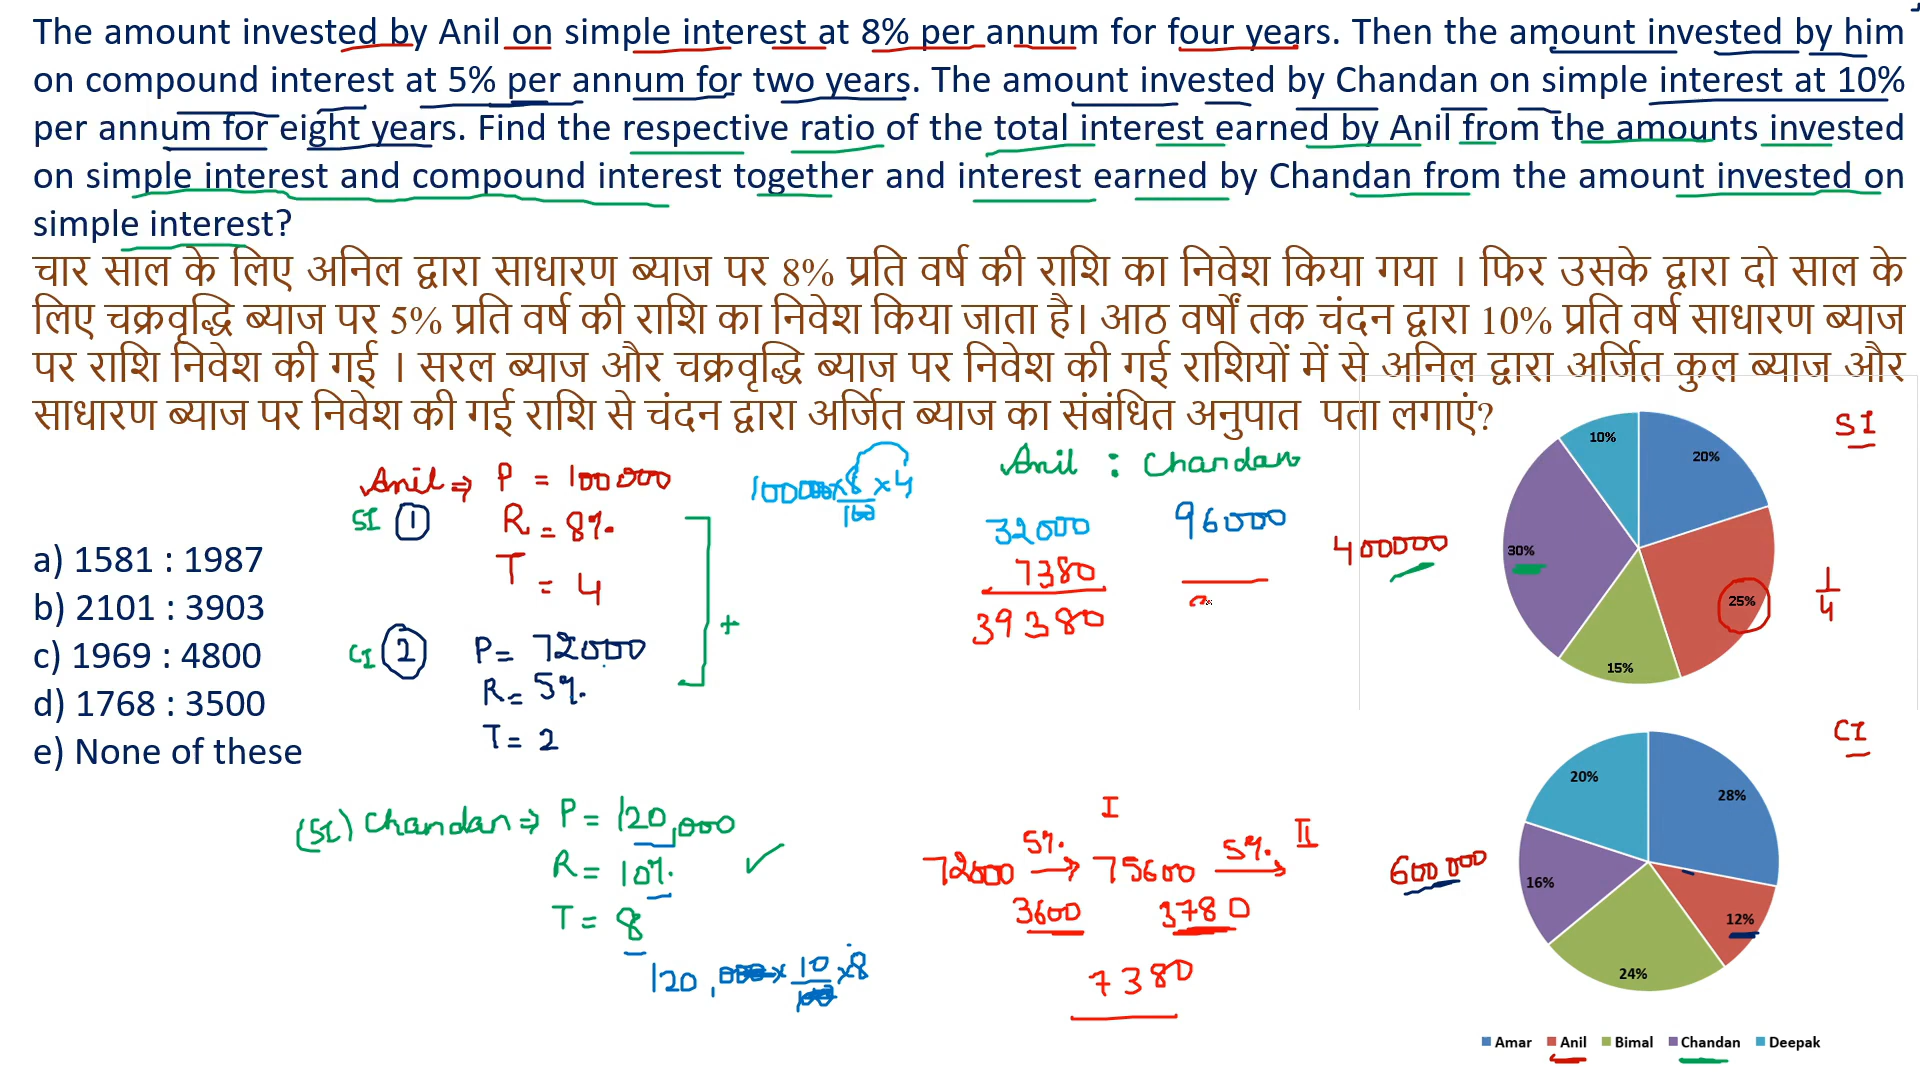 The amount invested by Anil on simple interest at 8% per annum for four years. Then the amount invested by him
on compound interest at 5% per annum for two years. The amount invested by Chandan on simple interest at 10%
per annum for eight years. Find the respective ratio of the total interest earned by Anil from the amounts invested
on simple interest and compound interest together and interest earned by Chandan from the amount invested on
simple interest?
चार साल के लिए अनिल द्वारा साधारण ब्याज पर 8% प्रति वर्ष की राशि का निवेश किया गया । फिर उसके द्वारा दो साल के
लिए चक्रवृद्धि ब्याज पर 5% प्रति वर्ष की राशि का निवेश किया जाता है। आठ वर्षों तक चंदन द्वारा 10% प्रति वर्ष साधारण ब्याज
पर राशि निवेश की गई । सरल ब्याज और चक्रवृद्धि ब्याज पर निवेश की गई राशियों में से अनिल द्वारा अर्जित कुल ब्याज और
साधारण ब्याज पर निवेश की गई राशि से चंदन द्वारा अर्जित ब्याज का संबंधित अनुपात पता लगाएं?
a) 1581 : 1987
b) 2101 : 3903
c) 1969 : 4800
d) 1768 : 3500
e) None of these
Anil ⇒ P = 100000
SI 1 R = 8%.
T = 4
CI 2 P = 72000
R = 5%.
T = 2
+
100000 × 8 × 4
100
Anil : Chandan
32000 96000
7380
39380
(SI) Chandan ⇒ P = 120,000
R = 10%.
T = 8
120,000 × 10 × 8
100
I
5%. 5%. II
72000 → 75600 →
3600 3780
7380
SI
400000
10%
20%
30%
25%
15%
1
4
CI
600000
20%
28%
16%
12%
24%
Amar Anil Bimal Chandan Deepak